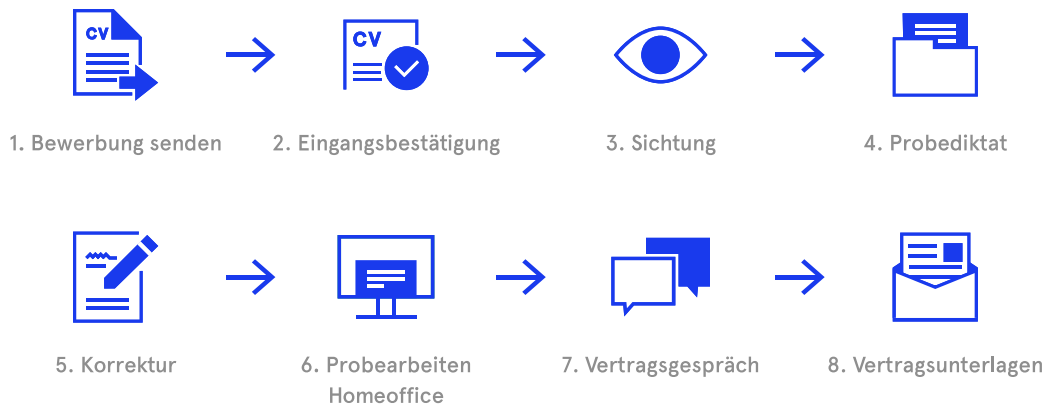 CV
CV
1. Bewerbung senden
2. Eingangsbestätigung
3. Sichtung
4. Probediktat
5. Korrektur
6. Probearbeiten
Homeoffice
7. Vertragsgespräch
8. Vertragsunterlagen